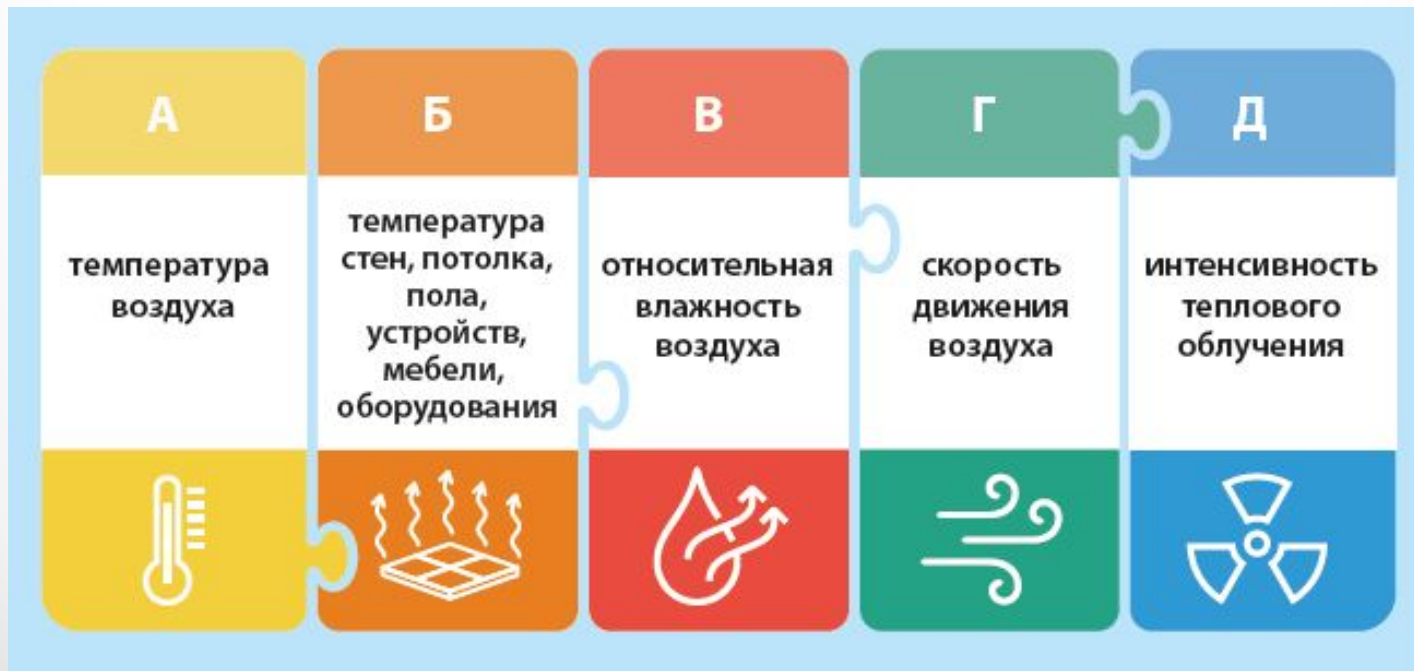 А
температура
воздуха
Б
температура
стен, потолка,
пола,
устройств,
мебели,
оборудования
В
относительная
влажность
воздуха
Г
скорость
движения
воздуха
Д
интенсивность
теплового
облучения